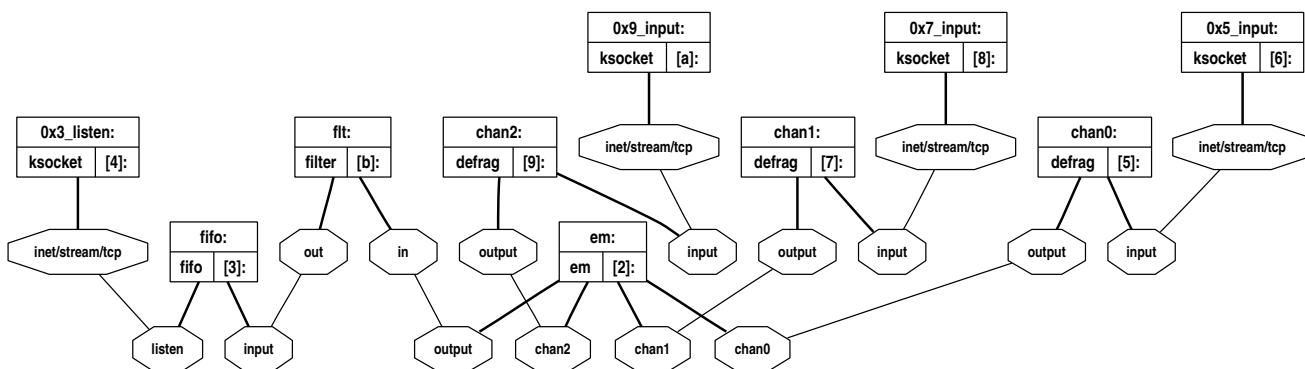 0x9_input:
ksocket [a]:
0x7_input:
ksocket [8]:
0x5_input:
ksocket [6]:
0x3_listen:
ksocket [4]:
flt:
filter [b]:
chan2:
defrag [9]:
inet/stream/tcp
chan1:
defrag [7]:
inet/stream/tcp
chan0:
defrag [5]:
inet/stream/tcp
inet/stream/tcp
fifo:
fifo [3]:
out
in
output
em:
em [2]:
input
output
input
output
input
listen
input
output
chan2
chan1
chan0